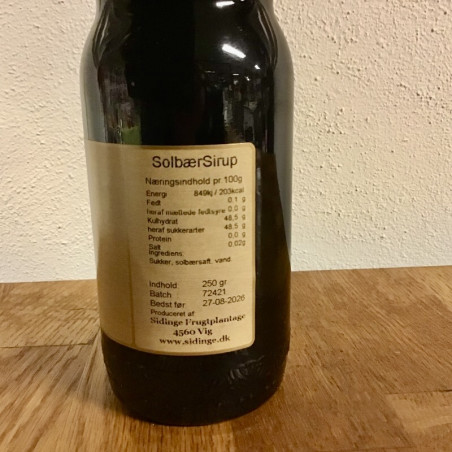 SolbærSirup
Næringsindhold pr 100g
Energi 849kj / 203kcal
Fedt 0,1 g
heraf mættede fedtsyre 0,0 g
Kulhydrat 48,5 g
heraf sukkerarter 48,5 g
Protein 0,0 g
Salt 0,02g
Ingrediens:
Sukker, solbærsaft, vand.
Indhold 250 gr
Batch : 72421
Bedst før 27-08-2026
Produceret af
Sidinge Frugtplantage
4560 Vig
www.sidinge.dk